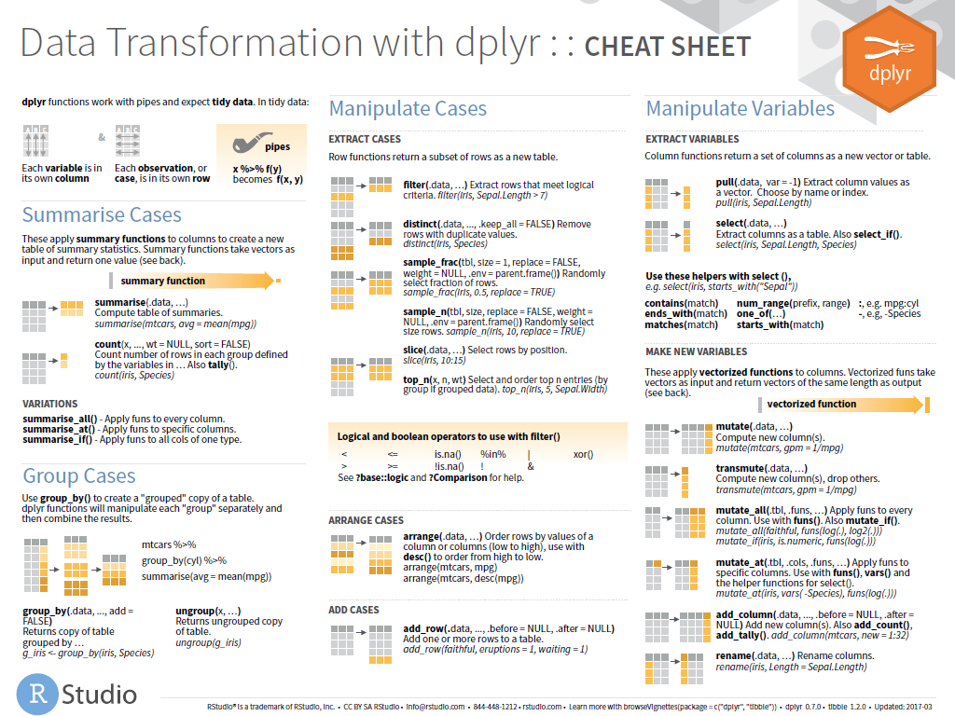 Data Transformation with dplyr : : CHEAT SHEET
dplyr
dplyr functions work with pipes and expect tidy data. In tidy data:
A B C
A B C
&
pipes
Each variable is in
its own column
Each observation, or
case, is in its own row
x %>% f(y)
becomes f(x, y)
Summarise Cases
These apply summary functions to columns to create a new
table of summary statistics. Summary functions take vectors as
input and return one value (see back).
summary function
summarise(.data, …)
Compute table of summaries.
summarise(mtcars, avg = mean(mpg))
count(x, ..., wt = NULL, sort = FALSE)
Count number of rows in each group defined
by the variables in … Also tally().
count(iris, Species)
VARIATIONS
summarise_all() - Apply funs to every column.
summarise_at() - Apply funs to specific columns.
summarise_if() - Apply funs to all cols of one type.
Group Cases
Use group_by() to create a "grouped" copy of a table.
dplyr functions will manipulate each "group" separately and
then combine the results.
mtcars %>%
group_by(cyl) %>%
summarise(avg = mean(mpg))
group_by(.data, ..., add =
FALSE)
Returns copy of table
grouped by …
g_iris <- group_by(iris, Species)
ungroup(x, …)
Returns ungrouped copy
of table.
ungroup(g_iris)
Manipulate Cases
EXTRACT CASES
Row functions return a subset of rows as a new table.
filter(.data, …) Extract rows that meet logical
criteria. filter(iris, Sepal.Length > 7)
distinct(.data, ..., .keep_all = FALSE) Remove
rows with duplicate values.
distinct(iris, Species)
sample_frac(tbl, size = 1, replace = FALSE,
weight = NULL, .env = parent.frame()) Randomly
select fraction of rows.
sample_frac(iris, 0.5, replace = TRUE)
sample_n(tbl, size, replace = FALSE, weight =
NULL, .env = parent.frame()) Randomly select
size rows. sample_n(iris, 10, replace = TRUE)
slice(.data, …) Select rows by position.
slice(iris, 10:15)
top_n(x, n, wt) Select and order top n entries (by
group if grouped data). top_n(iris, 5, Sepal.Width)
Logical and boolean operators to use with filter()
< <= is.na() %in% | xor()
> >= !is.na() ! &
See ?base::logic and ?Comparison for help.
ARRANGE CASES
arrange(.data, …) Order rows by values of a
column or columns (low to high), use with
desc() to order from high to low.
arrange(mtcars, mpg)
arrange(mtcars, desc(mpg))
ADD CASES
add_row(.data, ..., .before = NULL, .after = NULL)
Add one or more rows to a table.
add_row(faithful, eruptions = 1, waiting = 1)
Manipulate Variables
EXTRACT VARIABLES
Column functions return a set of columns as a new vector or table.
pull(.data, var = -1) Extract column values as
a vector. Choose by name or index.
pull(iris, Sepal.Length)
select(.data, …)
Extract columns as a table. Also select_if().
select(iris, Sepal.Length, Species)
Use these helpers with select (),
e.g. select(iris, starts_with("Sepal"))
contains(match) num_range(prefix, range) :, e.g. mpg:cyl
ends_with(match) one_of(…) -, e.g, -Species
matches(match) starts_with(match)
MAKE NEW VARIABLES
These apply vectorized functions to columns. Vectorized funs take
vectors as input and return vectors of the same length as output
(see back).
vectorized function
mutate(.data, …)
Compute new column(s).
mutate(mtcars, gpm = 1/mpg)
transmute(.data, …)
Compute new column(s), drop others.
transmute(mtcars, gpm = 1/mpg)
mutate_all(.tbl, .funs, …) Apply funs to every
column. Use with funs(). Also mutate_if().
mutate_all(faithful, funs(log(.), log2(.)))
mutate_if(iris, is.numeric, funs(log(.)))
mutate_at(.tbl, .cols, .funs, …) Apply funs to
specific columns. Use with funs(), vars() and
the helper functions for select().
mutate_at(iris, vars( -Species), funs(log(.)))
add_column(.data, ..., .before = NULL, .after =
NULL) Add new column(s). Also add_count(),
add_tally(). add_column(mtcars, new = 1:32)
rename(.data, …) Rename columns.
rename(iris, Length = Sepal.Length)
R Studio
RStudio® is a trademark of RStudio, Inc. • CC BY SA RStudio • info@rstudio.com • 844-448-1212 • rstudio.com • Learn more with browseVignettes(package = c("dplyr", "tibble")) • dplyr 0.7.0 • tibble 1.2.0 • Updated: 2017-03